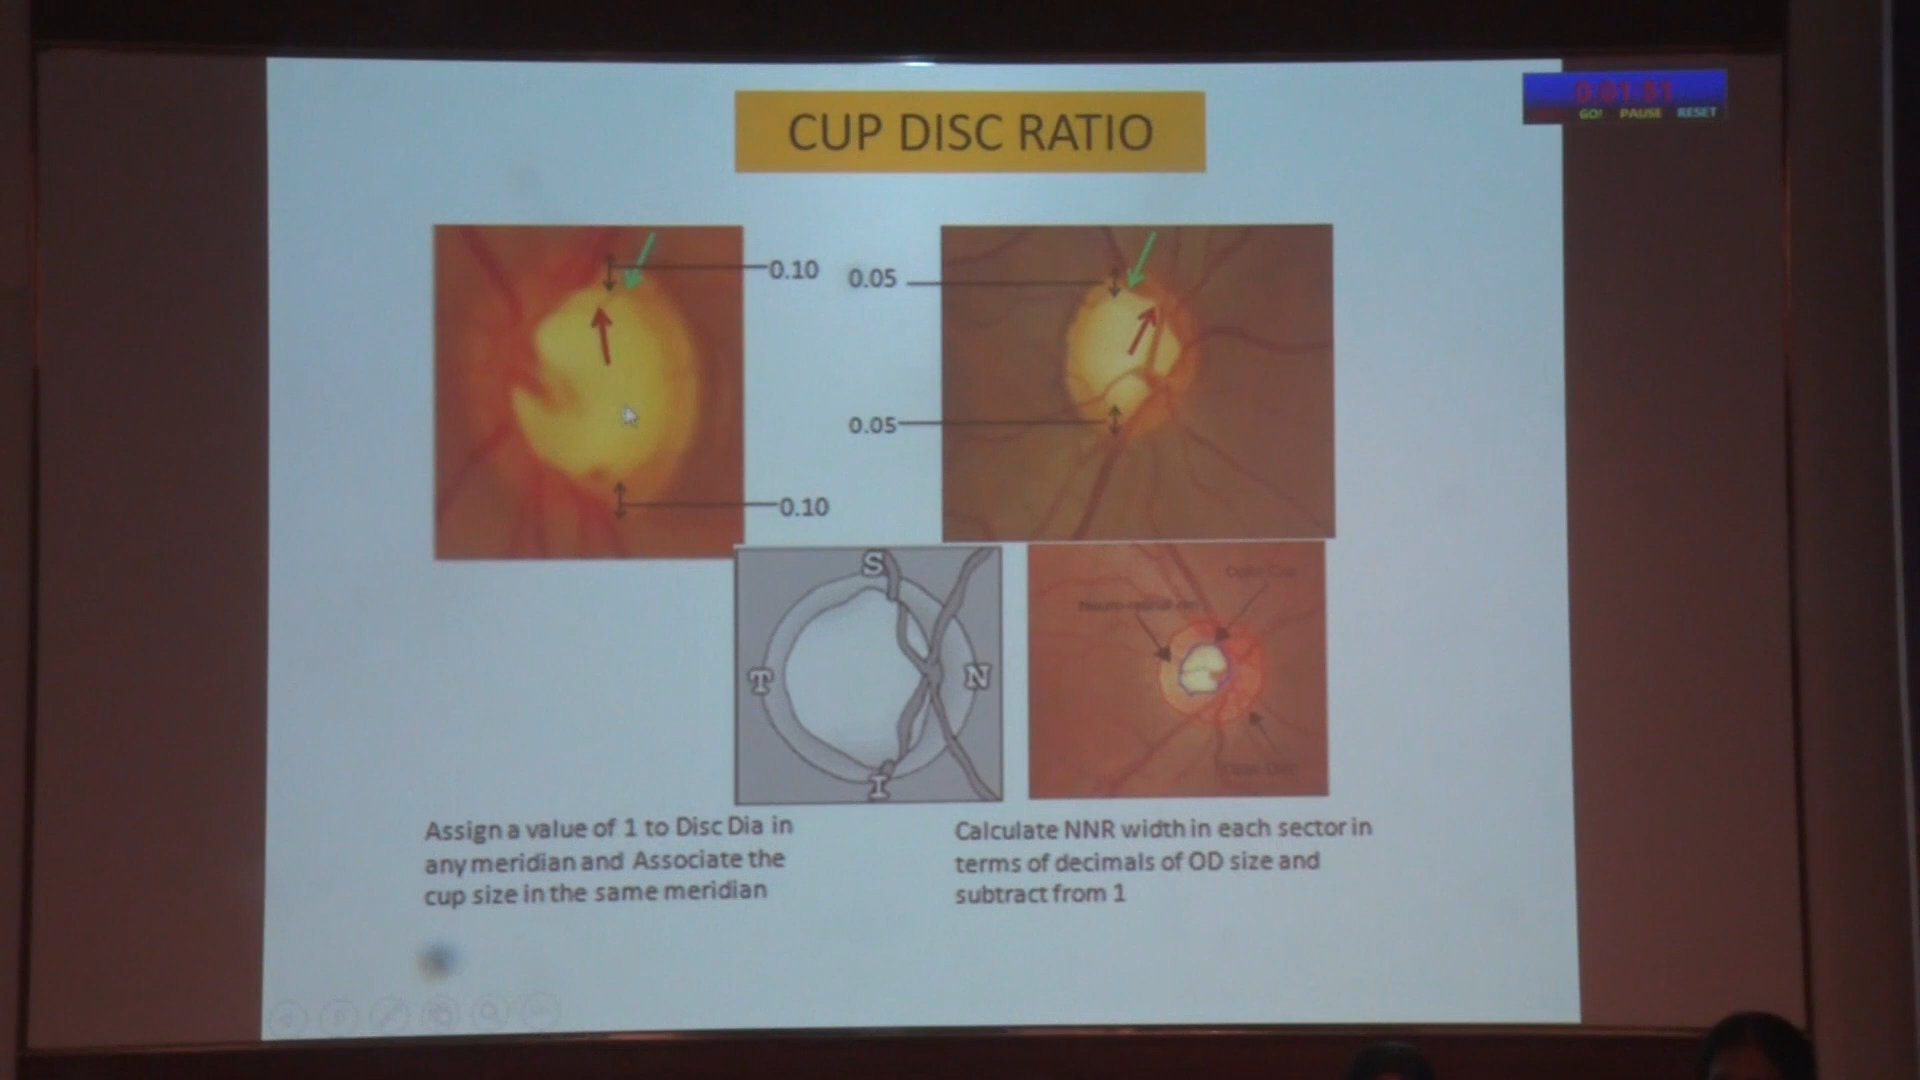 CUP DISC RATIO
GO! PAUSE RESET
0.10
0.05
0.05
0.10
S
T
N
I
Assign a value of 1 to Disc Dia in
any meridian and Associate the
cup size in the same meridian
Calculate NNR width in each sector in
terms of decimals of OD size and
subtract from 1